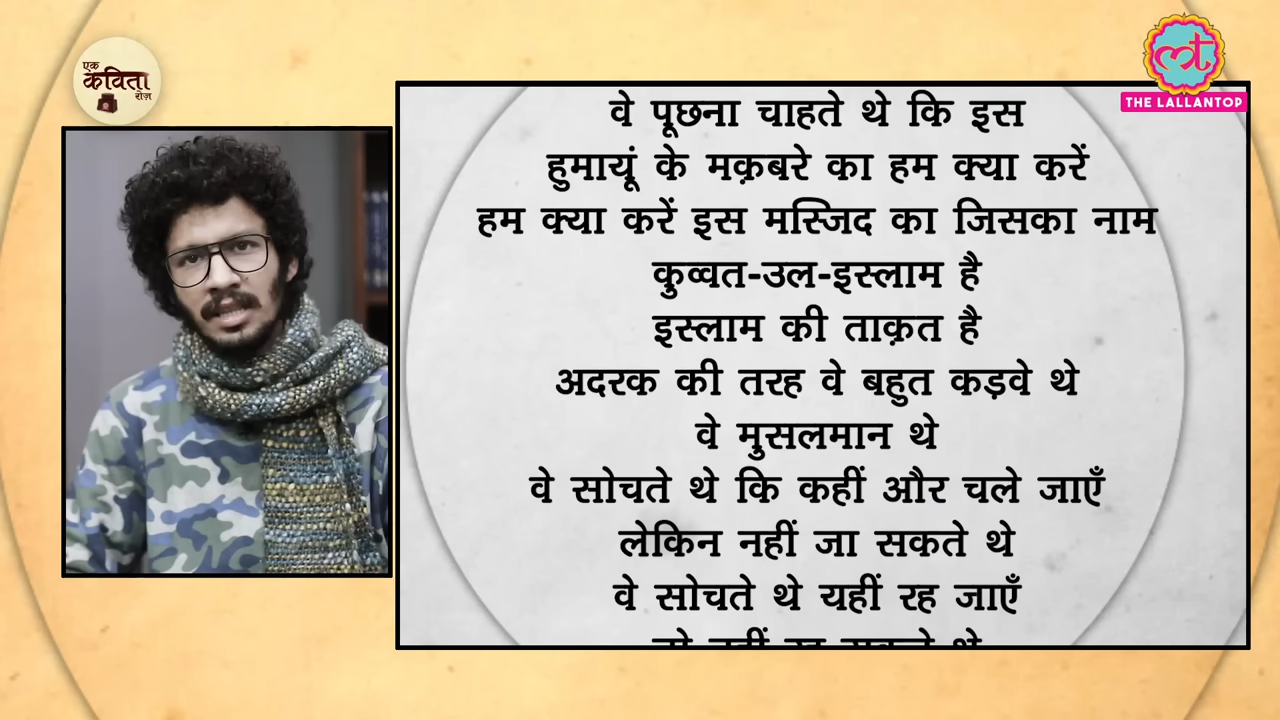 एक
कविता
रोज़
lt
THE LALLANTOP
वे पूछना चाहते थे कि इस
हुमायूं के मक़बरे का हम क्या करें
हम क्या करें इस मस्जिद का जिसका नाम
कुव्वत-उल-इस्लाम है
इस्लाम की ताक़त है
अदरक की तरह वे बहुत कड़वे थे
वे मुसलमान थे
वे सोचते थे कि कहीं और चले जाएँ
लेकिन नहीं जा सकते थे
वे सोचते थे यहीं रह जाएँ